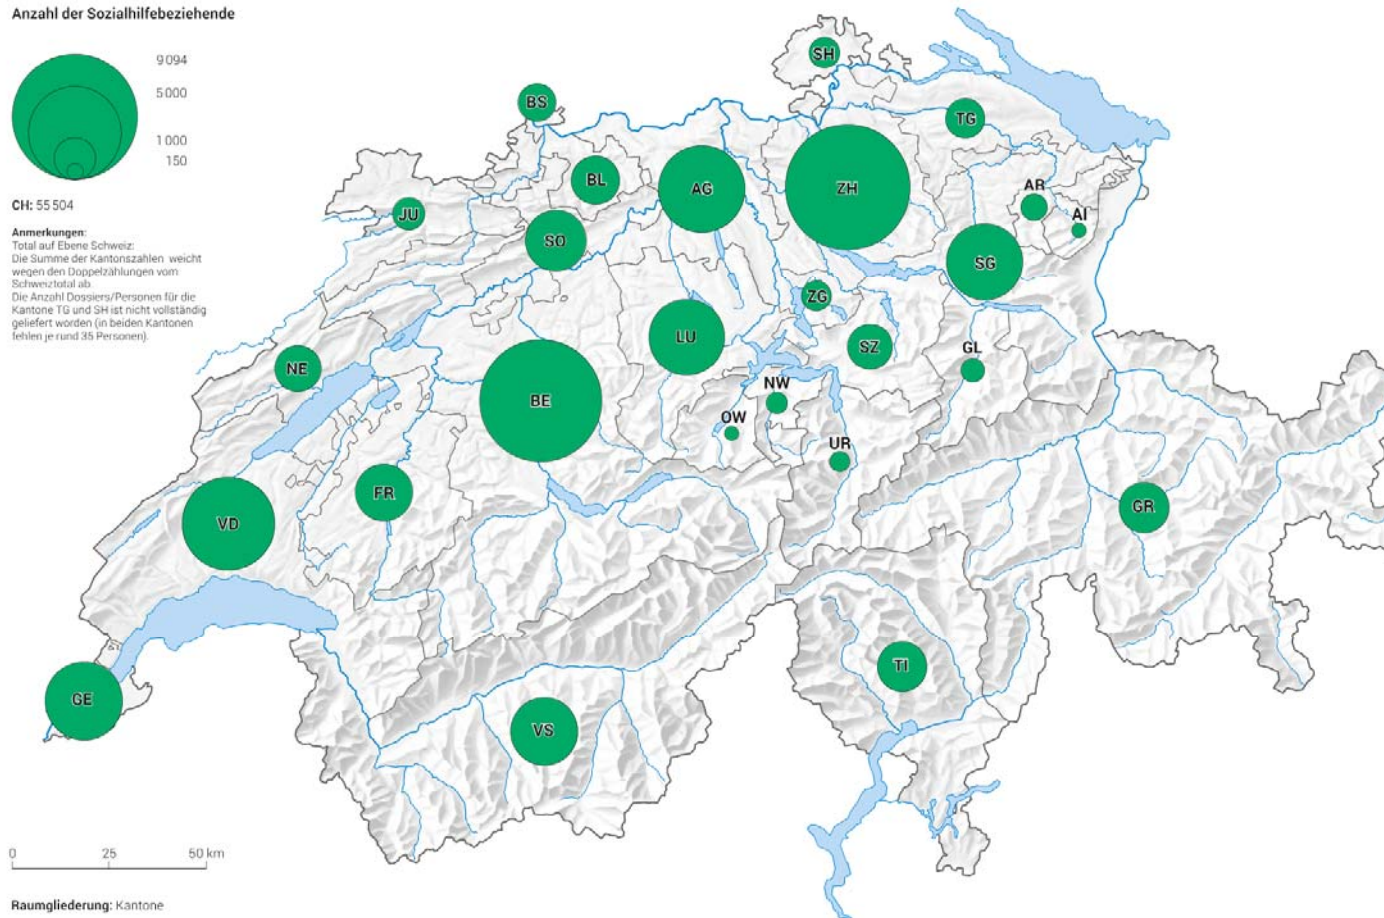 Anzahl der Sozialhilfebeziehende
9 094
5 000
1 000
150
CH: 55 504
Anmerkungen:
Total auf Ebene Schweiz:
Die Summe der Kantonszahlen weicht
wegen den Doppelzählungen vom
Schweiztotal ab.
Die Anzahl Dossiers/Personen für die
Kantone TG und SH ist nicht vollständig
geliefert worden (in beiden Kantonen
fehlen je rund 35 Personen).
SH
BS
TG
BL
AG
ZH
AR
AI
JU
SO
SG
ZG
LU
SZ
GL
NE
BE
NW
OW
UR
FR
VD
GR
TI
GE
VS
0 25 50 km
Raumgliederung: Kantone